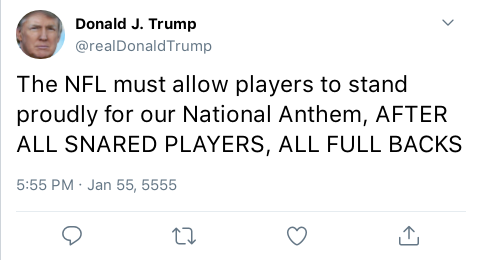 Donald J. Trump
@realDonaldTrump
The NFL must allow players to stand
proudly for our National Anthem, AFTER
ALL SNARED PLAYERS, ALL FULL BACKS
5:55 PM · Jan 55, 5555